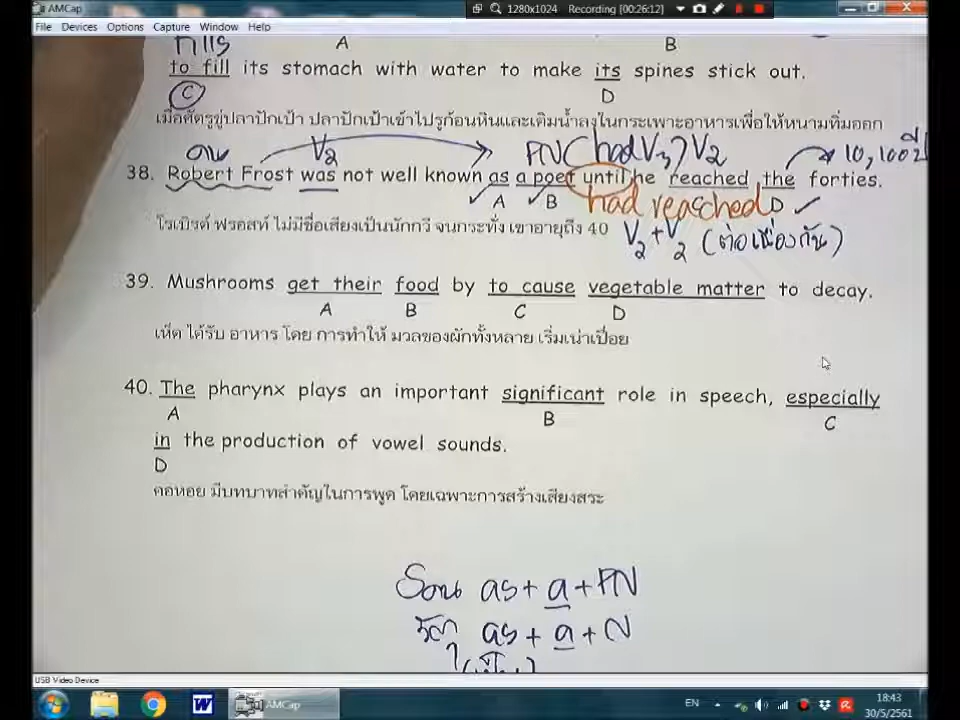 AMCap
1280x1024 Recording [00:26:12]
File Devices Options Capture Window Help
fills
A B
to fill its stomach with water to make its spines stick out.
C D
เมื่อศัตรูขู่ปลาปักเป้า ปลาปักเป้าเข้าไปรูก้อนหินและเติมน้ำลงในกระเพาะอาหารเพื่อให้หนามทิ่มออก
คน V2 PN (had V3) V2 10,100 ปี
38. Robert Frost was not well known as a poet until he reached the forties.
A B had reached D
โรเบิร์ต ฟรอสท์ ไม่มีชื่อเสียงเป็นนักกวี จนกระทั่ง เขาอายุถึง 40 V2 + V2 (ต่อเนื่องกัน)
39. Mushrooms get their food by to cause vegetable matter to decay.
A B C D
เห็ด ได้รับ อาหาร โดย การทำให้ มวลของผักทั้งหลาย เริ่มเน่าเปื่อย
40. The pharynx plays an important significant role in speech, especially
A B C
in the production of vowel sounds.
D
คอหอย มีบทบาทสำคัญในการพูด โดยเฉพาะการสร้างเสียงสระ
as + a + PN
as + a + N
USB Video Device
EN
AMCap
18:43
30/5/2561